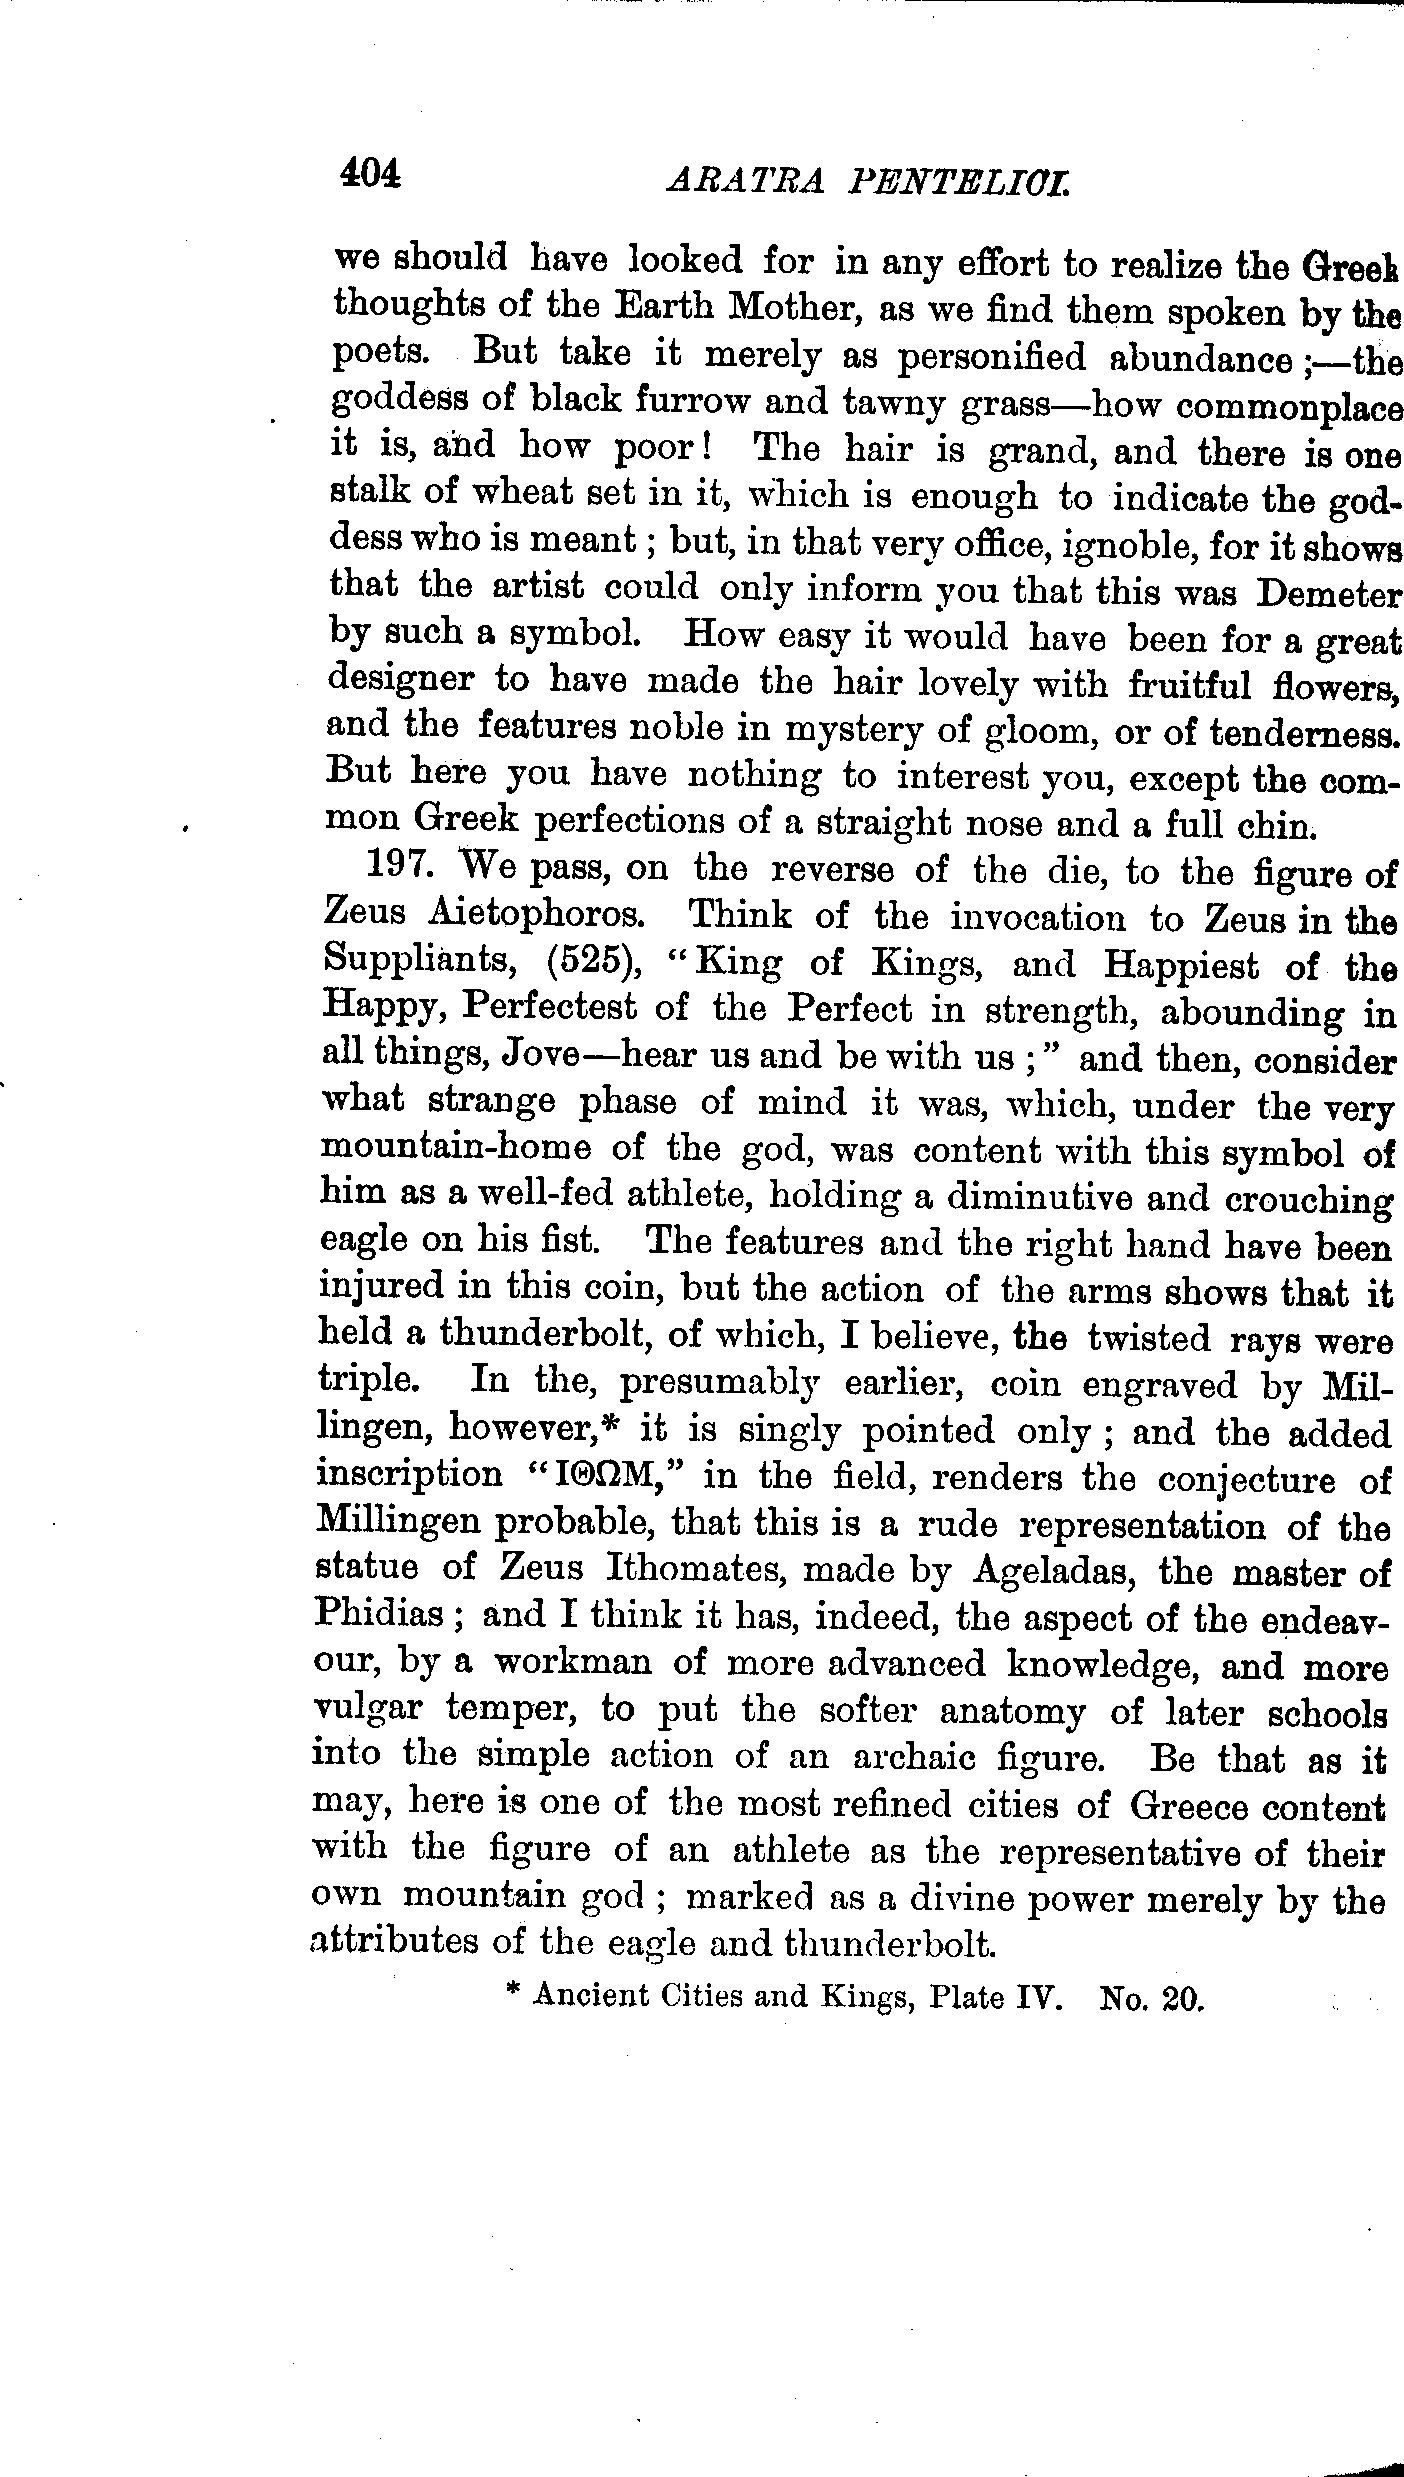 404 ARATRA PENTELICI.
we should have looked for in any effort to realize the Greek
thoughts of the Earth Mother, as we find them spoken by the
poets. But take it merely as personified abundance ;—the
goddess of black furrow and tawny grass—how commonplace
it is, and how poor! The hair is grand, and there is one
stalk of wheat set in it, which is enough to indicate the god-
dess who is meant ; but, in that very office, ignoble, for it shows
that the artist could only inform you that this was Demeter
by such a symbol. How easy it would have been for a great
designer to have made the hair lovely with fruitful flowers,
and the features noble in mystery of gloom, or of tenderness.
But here you have nothing to interest you, except the com-
mon Greek perfections of a straight nose and a full chin.
197. We pass, on the reverse of the die, to the figure of
Zeus Aietophoros. Think of the invocation to Zeus in the
Suppliants, (525), “King of Kings, and Happiest of the
Happy, Perfectest of the Perfect in strength, abounding in
all things, Jove—hear us and be with us ;” and then, consider
what strange phase of mind it was, which, under the very
mountain-home of the god, was content with this symbol of
him as a well-fed athlete, holding a diminutive and crouching
eagle on his fist. The features and the right hand have been
injured in this coin, but the action of the arms shows that it
held a thunderbolt, of which, I believe, the twisted rays were
triple. In the, presumably earlier, coin engraved by Mil-
lingen, however,* it is singly pointed only ; and the added
inscription “ΙΘΩΜ,” in the field, renders the conjecture of
Millingen probable, that this is a rude representation of the
statue of Zeus Ithomates, made by Ageladas, the master of
Phidias ; and I think it has, indeed, the aspect of the endeav-
our, by a workman of more advanced knowledge, and more
vulgar temper, to put the softer anatomy of later schools
into the simple action of an archaic figure. Be that as it
may, here is one of the most refined cities of Greece content
with the figure of an athlete as the representative of their
own mountain god ; marked as a divine power merely by the
attributes of the eagle and thunderbolt.
* Ancient Cities and Kings, Plate IV. No. 20.